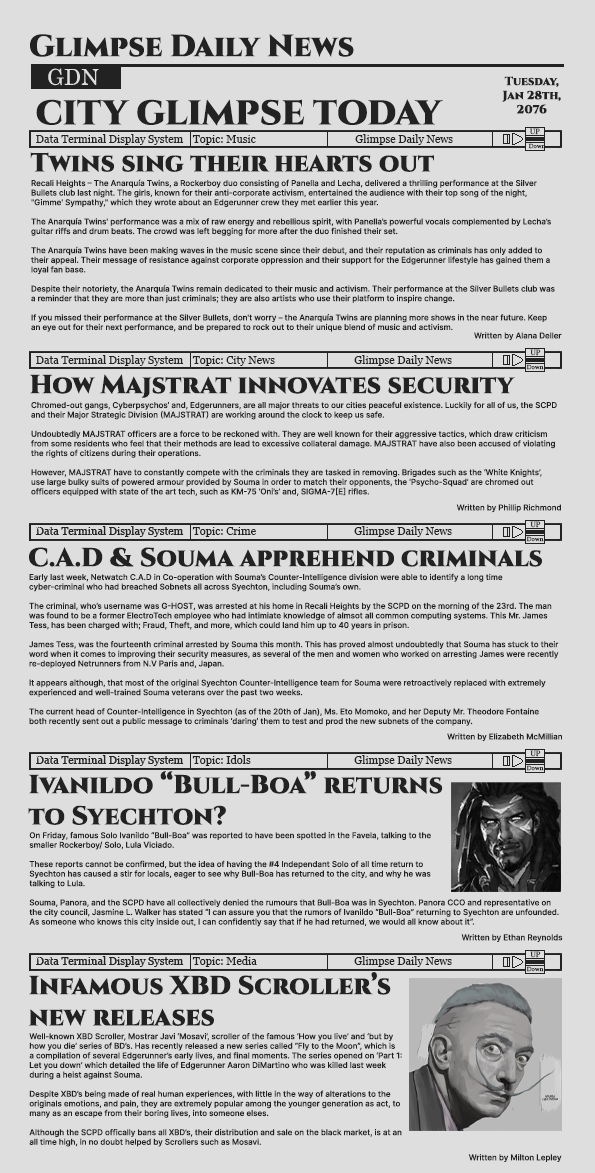 Glimpse Daily News
GDN
Tuesday,
Jan 28th,
2076
CITY GLIMPSE TODAY
Data Terminal Display System Topic: Music Glimpse Daily News UP Down
Twins sing their hearts out
Recali Heights – The Anarquía Twins, a Rockerboy duo consisting of Panella and Lecha, delivered a thrilling performance at the Silver
Bullets club last night. The girls, known for their anti-corporate activism, entertained the audience with their top song of the night,
"Gimme' Sympathy," which they wrote about an Edgerunner crew they met earlier this year.
The Anarquía Twins' performance was a mix of raw energy and rebellious spirit, with Panella's powerful vocals complemented by Lecha's
guitar riffs and drum beats. The crowd was left begging for more after the duo finished their set.
The Anarquía Twins have been making waves in the music scene since their debut, and their reputation as criminals has only added to
their appeal. Their message of resistance against corporate oppression and their support for the Edgerunner lifestyle has gained them a
loyal fan base.
Despite their notoriety, the Anarquía Twins remain dedicated to their music and activism. Their performance at the Silver Bullets club was
a reminder that they are more than just criminals; they are also artists who use their platform to inspire change.
If you missed their performance at the Silver Bullets, don't worry – the Anarquía Twins are planning more shows in the near future. Keep
an eye out for their next performance, and be prepared to rock out to their unique blend of music and activism.
Written by Alana Deller
Data Terminal Display System Topic: City News Glimpse Daily News UP Down
How Majstrat innovates security
Chromed-out gangs, Cyberpsychos' and, Edgerunners, are all major threats to our cities peaceful existence. Luckily for all of us, the SCPD
and their Major Strategic Division (MAJSTRAT) are working around the clock to keep us safe.
Undoubtedly MAJSTRAT officers are a force to be reckoned with. They are well known for their aggressive tactics, which draw criticism
from some residents who feel that their methods are lead to excessive collateral damage. MAJSTRAT have also been accused of violating
the rights of citizens during their operations.
However, MAJSTRAT have to constantly compete with the criminals they are tasked in removing. Brigades such as the 'White Knights',
use large bulky suits of powered armour provided by Souma in order to match their opponents, the 'Psycho-Squad' are chromed out
officers equipped with state of the art tech, such as KM-75 'Oni's' and, SIGMA-7[E] rifles.
Written by Phillip Richmond
Data Terminal Display System Topic: Crime Glimpse Daily News UP Down
C.A.D & Souma apprehend criminals
Early last week, Netwatch C.A.D in Co-operation with Souma's Counter-Intelligence division were able to identify a long time
cyber-criminal who had breached Sobnets all across Syechton, including Souma's own.
The criminal, who's username was G-HOST, was arrested at his home in Recali Heights by the SCPD on the morning of the 23rd. The man
was found to be a former ElectroTech employee who had intimiate knowledge of almsot all common computing systems. This Mr. James
Tess, has been charged with; Fraud, Theft, and more, which could land him up to 40 years in prison.
James Tess, was the fourteenth criminal arrested by Souma this month. This has proved almost undoubtedly that Souma has stuck to their
word when it comes to improving their security measures, as several of the men and women who worked on arresting James were recently
re-deployed Netrunners from N.V Paris and, Japan.
It appears although, that most of the original Syechton Counter-Intelligence team for Souma were retroactively replaced with extremely
experienced and well-trained Souma veterans over the past two weeks.
The current head of Counter-Intelligence in Syechton (as of the 20th of Jan), Ms. Eto Momoko, and her Deputy Mr. Theodore Fontaine
both recently sent out a public message to criminals 'daring' them to test and prod the new subnets of the company.
Written by Elizabeth McMillian
Data Terminal Display System Topic: Idols Glimpse Daily News UP Down
Ivanildo "Bull-Boa" returns
to Syechton?
On Friday, famous Solo Ivanildo "Bull-Boa" was reported to have been spotted in the Favela, talking to the
smaller Rockerboy/ Solo, Lula Viciado.
These reports cannot be confirmed, but the idea of having the #4 Independant Solo of all time return to
Syechton has caused a stir for locals, eager to see why Bull-Boa has returned to the city, and why he was
talking to Lula.
Souma, Panora, and the SCPD have all collectively denied the rumours that Bull-Boa was in Syechton. Panora CCO and representative on
the city council, Jasmine L. Walker has stated "I can assure you that the rumors of Ivanildo "Bull-Boa" returning to Syechton are unfounded.
As someone who knows this city inside out, I can confidently say that if he had returned, we would all know about it".
Written by Ethan Reynolds
Data Terminal Display System Topic: Media Glimpse Daily News UP Down
Infamous XBD Scroller's
new releases
Well-known XBD Scroller, Mostrar Javi 'Mosavi', scroller of the famous 'How you live' and 'but by
how you die' series of BD's. Has recently released a new series called "Fly to the Moon", which is
a compilation of several Edgerunner's early lives, and final moments. The series opened on 'Part 1:
Let you down' which detailed the life of Edgerunner Aaron DiMartino who was killed last week
during a heist against Souma.
Despite XBD's being made of real human experiences, with little in the way of alterations to the
originals emotions, and pain, they are extremely popular among the younger generation as act, to
many as an escape from their boring lives, into someone elses.
Although the SCPD offically bans all XBD's, their distribution and sale on the black market, is at an
all time high, in no doubt helped by Scrollers such as Mosavi.
Written by Milton Lepley